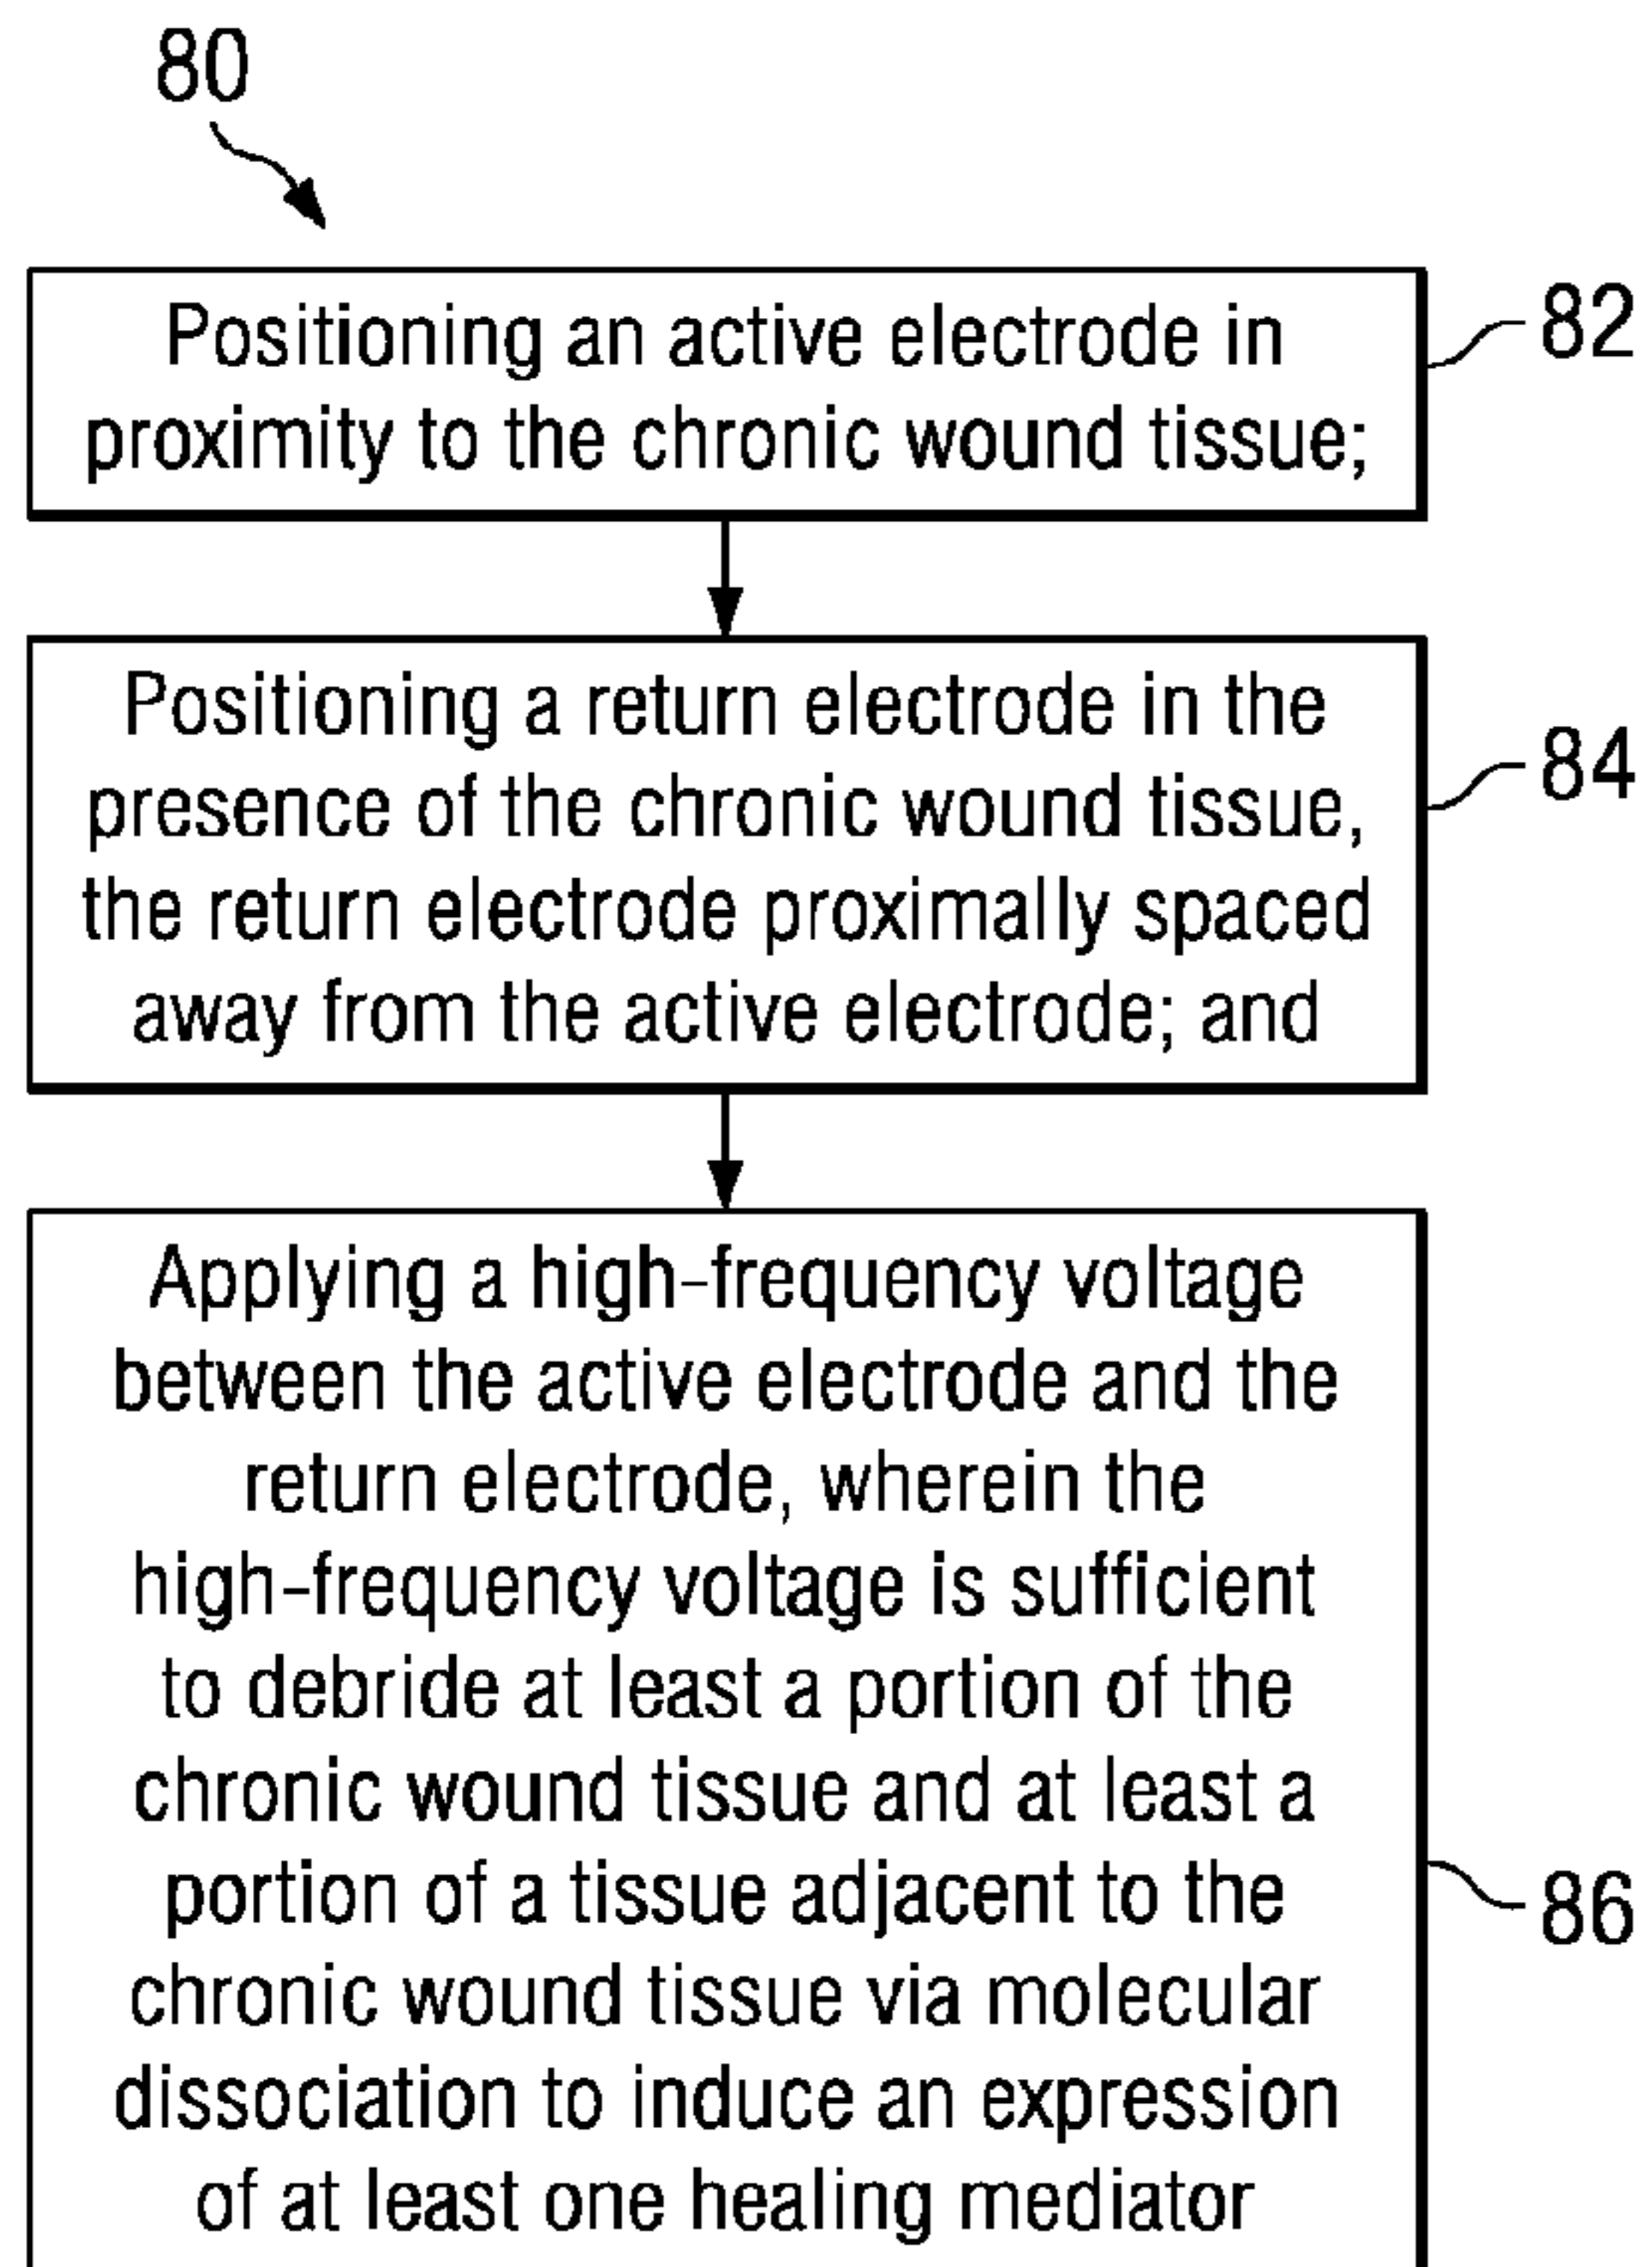 80
Positioning an active electrode in
proximity to the chronic wound tissue;
82
Positioning a return electrode in the
presence of the chronic wound tissue,
the return electrode proximally spaced
away from the active electrode; and
84
Applying a high-frequency voltage
between the active electrode and the
return electrode, wherein the
high-frequency voltage is sufficient
to debride at least a portion of the
chronic wound tissue and at least a
portion of a tissue adjacent to the
chronic wound tissue via molecular
dissociation to induce an expression
of at least one healing mediator
86